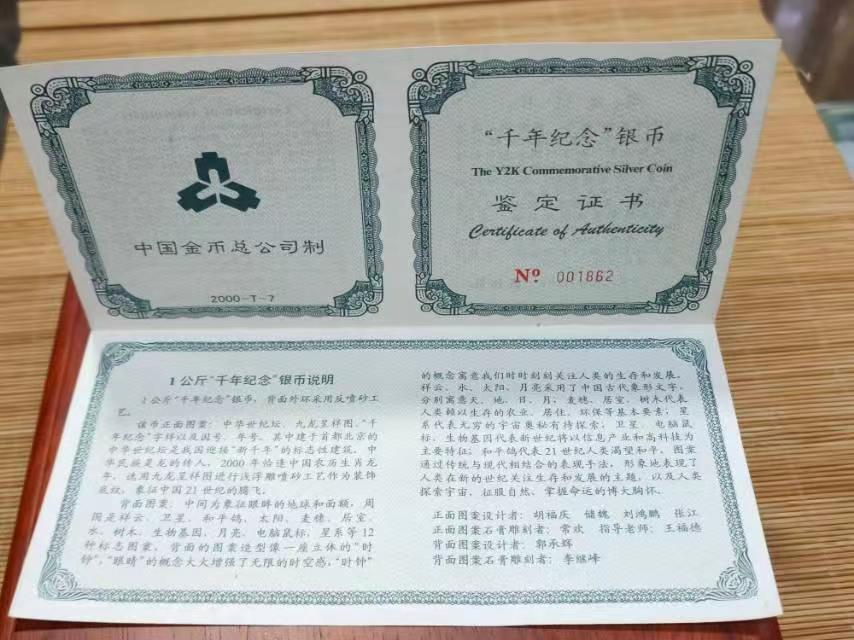 中国金币总公司制
2000-T-7
“千年纪念”银币
The Y2K Commemorative Silver Coin
鉴定证书
Certificate of Authenticity
Nº 001862
1公斤“千年纪念”银币说明
1公斤“千年纪念”银币，背面外环采用反喷砂工
艺。
该币正面图案：中华世纪坛、九龙呈祥图、“千
年纪念”字样以及国号、年号。其中建于首都北京的
中华世纪坛是我国迎接“新千年”的标志性建筑。中
华民族是龙的传人，2000年恰逢中国农历生肖龙
年，选用九龙呈祥图进行浅浮雕喷砂工艺作为装饰
底纹，象征中国21世纪的腾飞。
背面图案：中间为象征眼眸的地球和面额，周
围是祥云、卫星、和平鸽、太阳、麦穗、居室、
水、树木、生物基因、月亮、电脑鼠标、星系等12
种标志图案，背面的图案造型像一座立体的“时
钟”，“眼睛”的概念大大增强了无限的时空感，“时钟”
的概念寓意我们时时刻刻关注人类的生存和发展。
祥云、水、太阳、月亮采用了中国古代象形文字，
分别寓意天、地、日、月；麦穗、居室、树木代表
人类赖以生存的农业、居住、环保等基本要素；星
系代表无穷的宇宙奥秘有待探索；卫星、电脑鼠
标、生物基因代表新世纪将以信息产业和高科技为
主要特征；和平鸽代表21世纪人类渴望和平。图案
通过传统与现代相结合的表现手法，形象地表现了
人类在新的世纪关注生存和发展的主题，以及人类
探索宇宙、征服自然、掌握命运的博大胸怀。
正面图案设计者：胡福庆 储魏 刘鸿鹏 张江
正面图案石膏雕刻者：常欢 指导老师：王福德
背面图案设计者：郭承辉
背面图案石膏雕刻者：李继峰